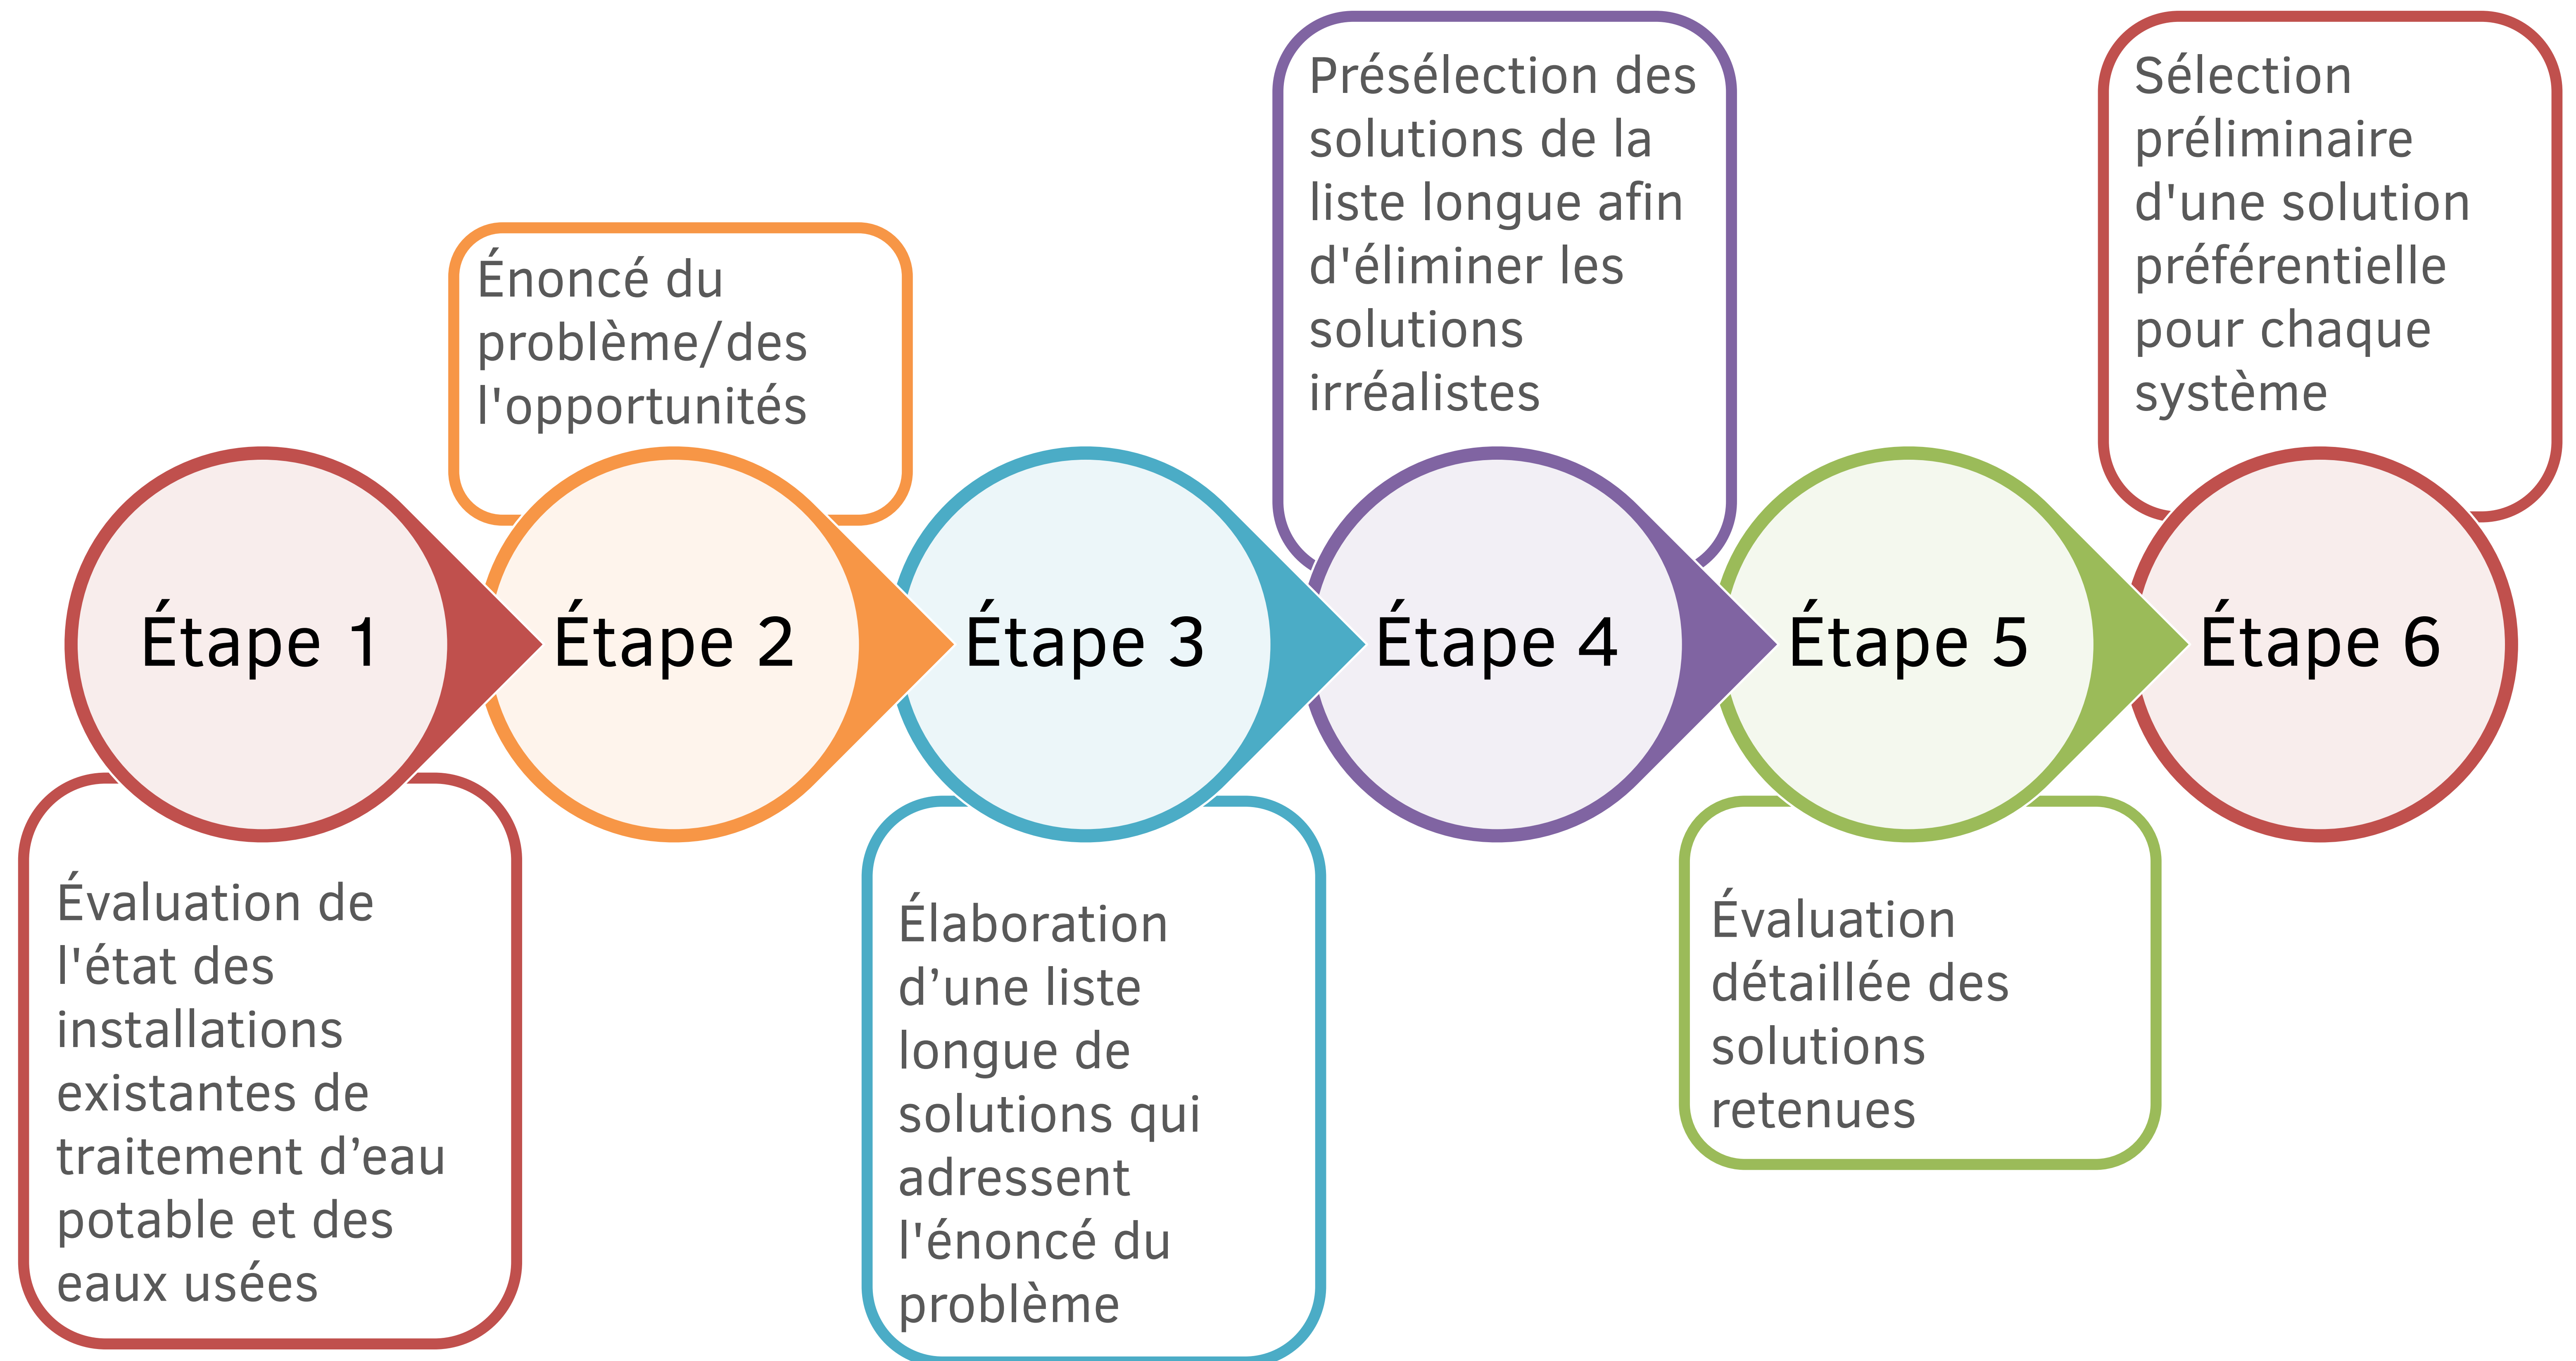 Étape 1
Évaluation de
l'état des
installations
existantes de
traitement d’eau
potable et des
eaux usées
Étape 2
Énoncé du
problème/des
l'opportunités
Étape 3
Élaboration
d’une liste
longue de
solutions qui
adressent
l'énoncé du
problème
Étape 4
Présélection des
solutions de la
liste longue afin
d'éliminer les
solutions
irréalistes
Étape 5
Évaluation
détaillée des
solutions
retenues
Étape 6
Sélection
préliminaire
d'une solution
préférentielle
pour chaque
système